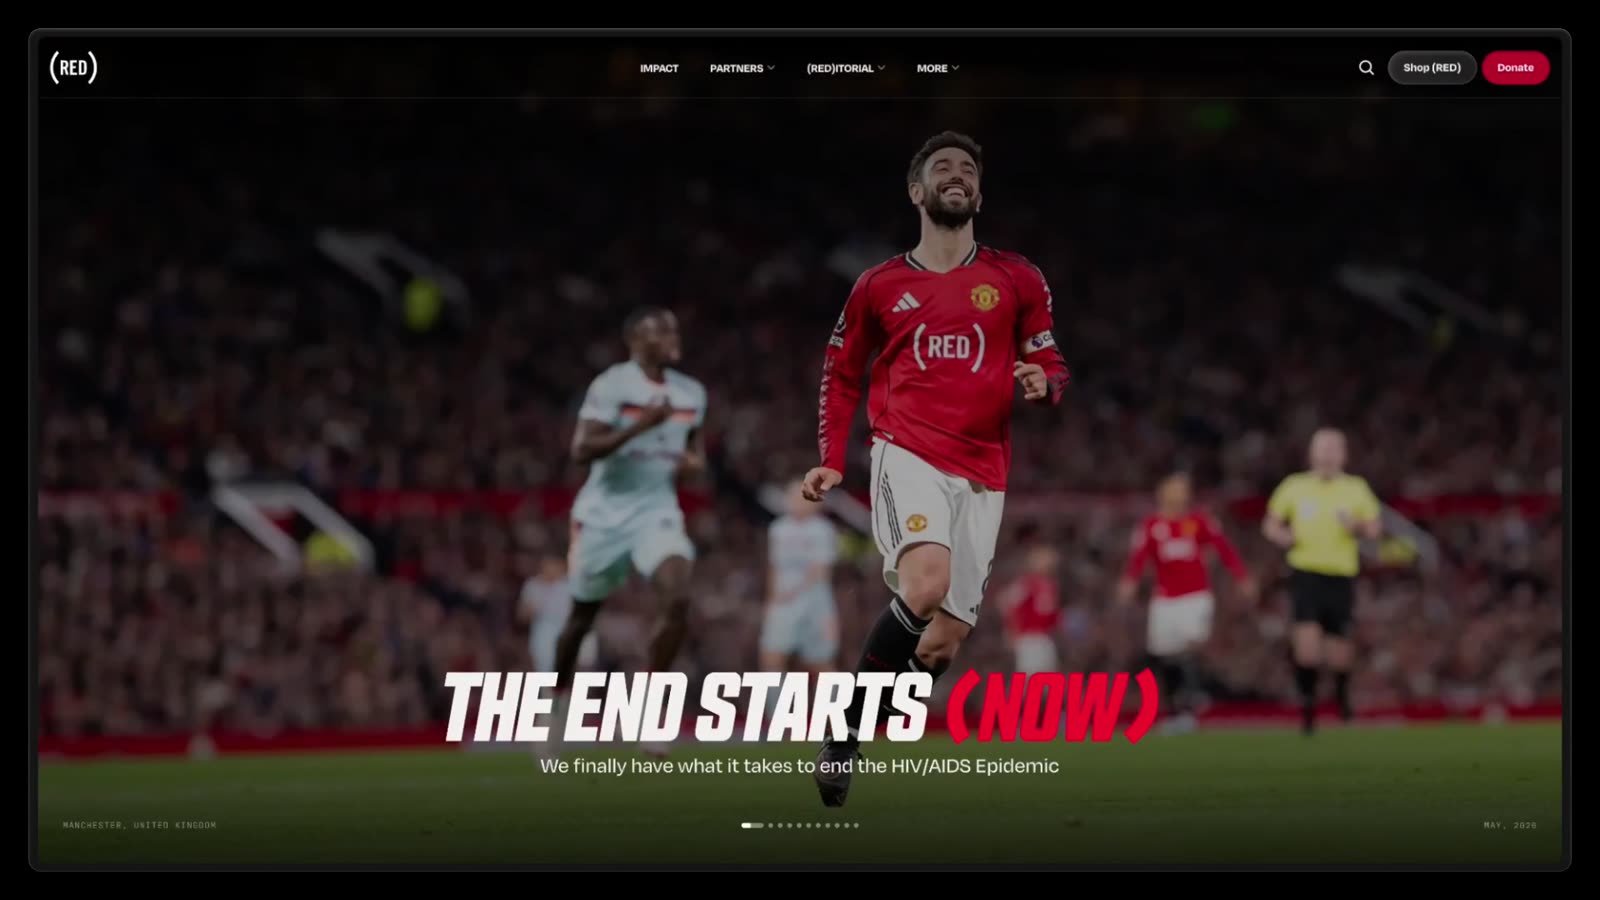 (RED)
IMPACT
PARTNERS
(RED)ITORIAL
MORE
Shop (RED)
Donate
(RED)
THE END STARTS (NOW)
We finally have what it takes to end the HIV/AIDS Epidemic
MANCHESTER, UNITED KINGDOM
MAY, 2026